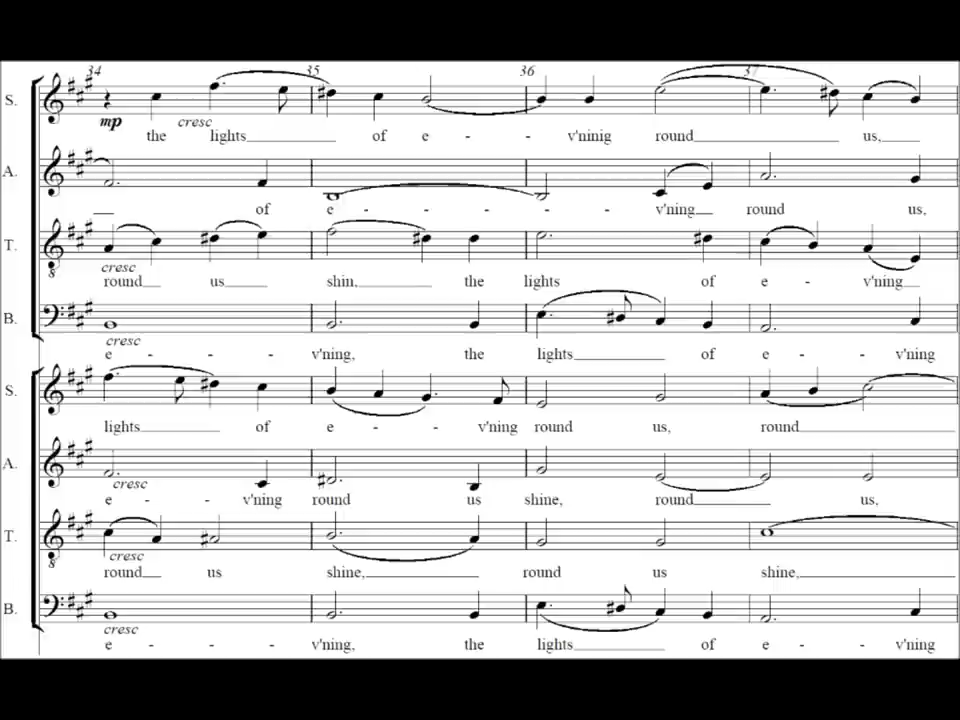 34 35 36 37
S.
mp cresc
the lights of e - - v'ninig round us,
A.
of e - - - - - v'ning round us,
T.
cresc
round us shin, the lights of e - v'ning
B.
cresc
e - - - v'ning, the lights of e - - v'ning
S.
lights of e - - v'ning round us, round
A.
cresc
e - - v'ning round us shine, round us,
T.
cresc
round us shine, round us shine,
B.
cresc
e - - - v'ning, the lights of e - - v'ning